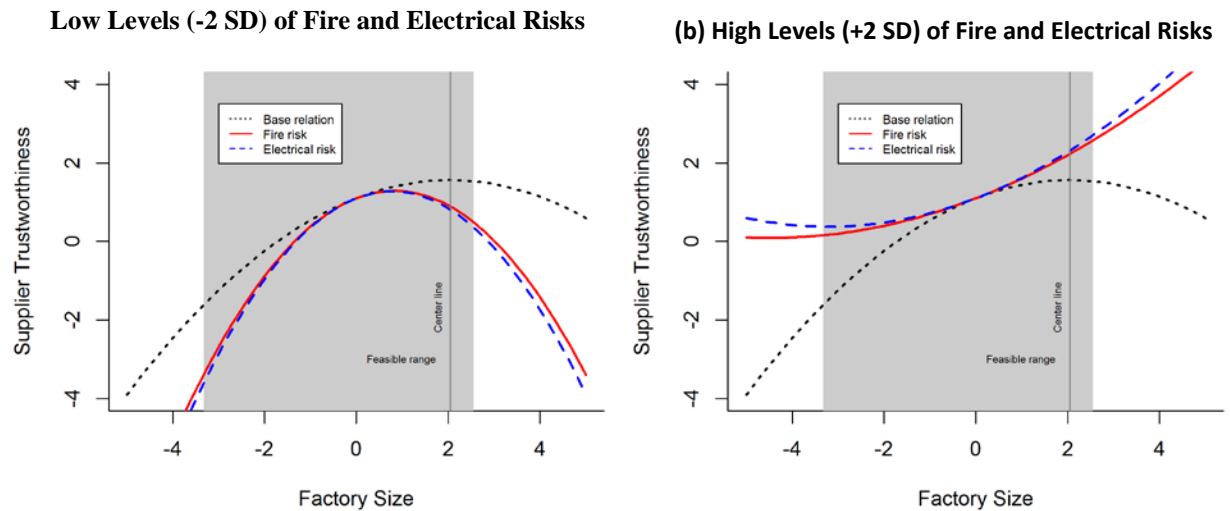 Low Levels (-2 SD) of Fire and Electrical Risks
4
2
0
-2
-4
Supplier Trustworthiness
Base relation
Fire risk
Electrical risk
Center line
Feasible range
-4 -2 0 2 4
Factory Size
(b) High Levels (+2 SD) of Fire and Electrical Risks
4
2
0
-2
-4
Supplier Trustworthiness
Base relation
Fire risk
Electrical risk
Center line
Feasible range
-4 -2 0 2 4
Factory Size